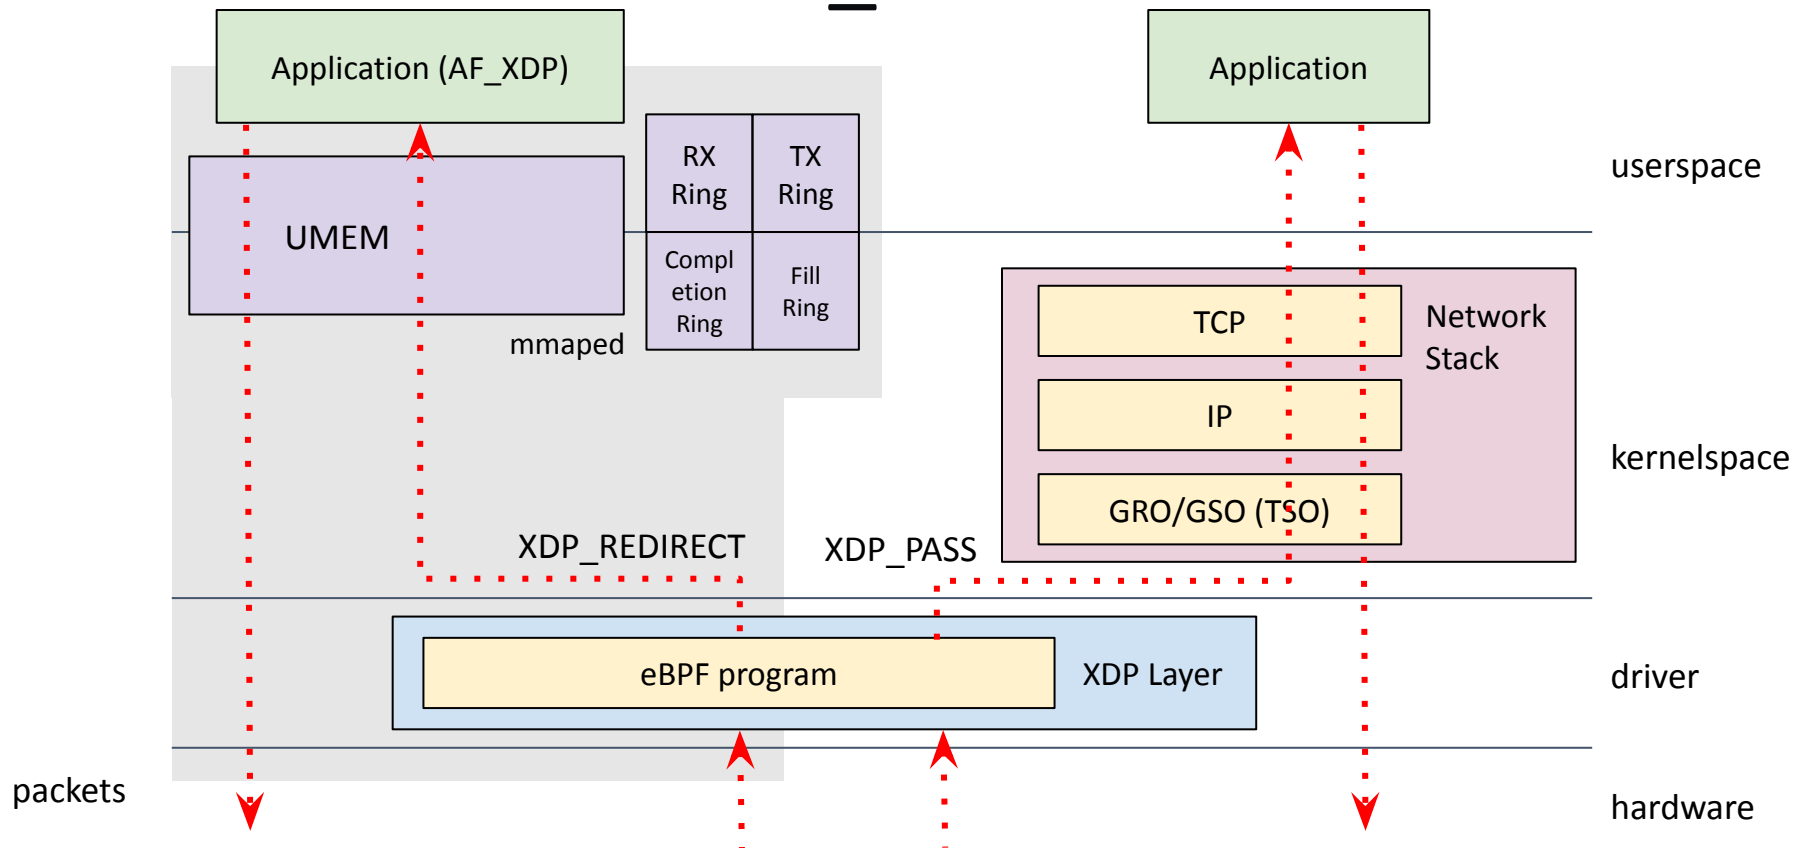 Application (AF_XDP)
Application
RX
Ring
TX
Ring
userspace
UMEM
Compl
etion
Ring
Fill
Ring
mmaped
TCP
Network
Stack
IP
kernelspace
GRO/GSO (TSO)
XDP_REDIRECT
XDP_PASS
eBPF program
XDP Layer
driver
packets
hardware